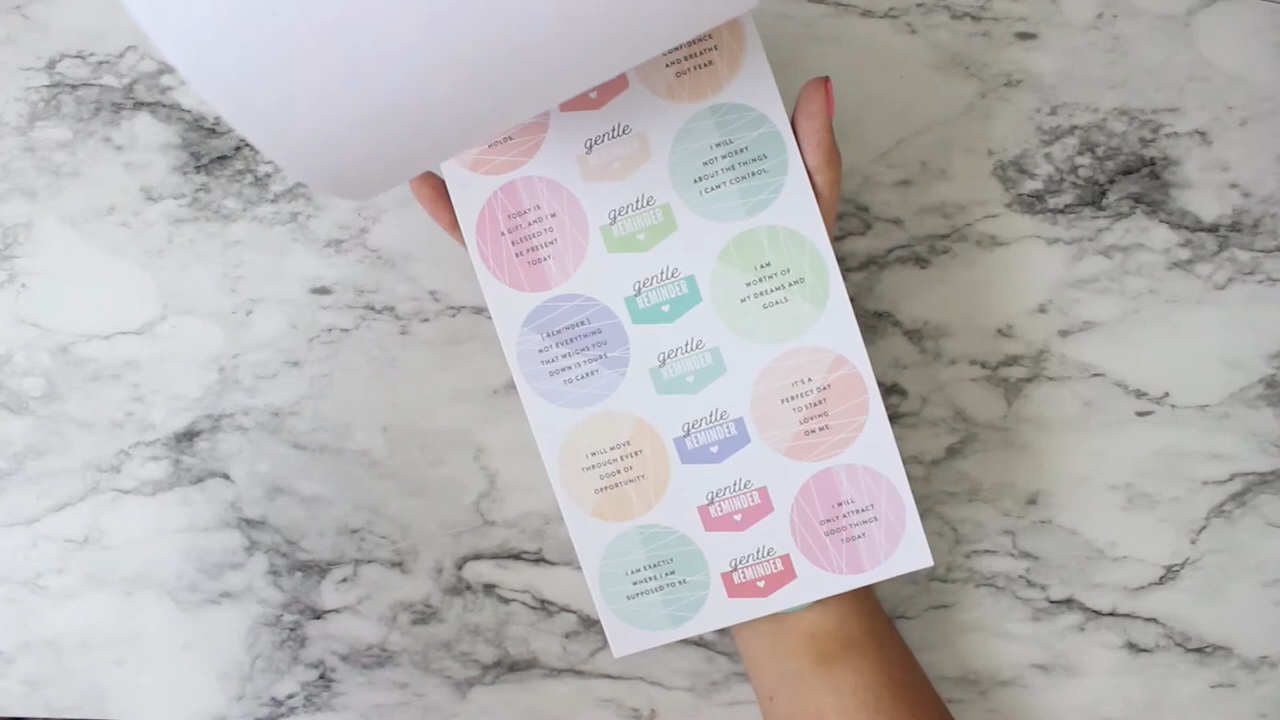 CONFIDENCE
AND BREATHE
OUT FEAR.
HOLDS.
gentle
I WILL
NOT WORRY
ABOUT THE THINGS
I CAN'T CONTROL.
TODAY IS
A GIFT, AND I'M
BLESSED TO
BE PRESENT
TODAY.
gentle
REMINDER
I AM
WORTHY OF
MY DREAMS AND
GOALS.
gentle
REMINDER
[ REMINDER ]
NOT EVERYTHING
THAT WEIGHS YOU
DOWN IS YOURS
TO CARRY.
gentle
REMINDER
IT'S A
PERFECT DAY
TO START
LOVING
ON ME.
gentle
REMINDER
I WILL MOVE
THROUGH EVERY
DOOR OF
OPPORTUNITY.
gentle
REMINDER
I WILL
ONLY ATTRACT
GOOD THINGS
TODAY.
I AM EXACTLY
WHERE I AM
SUPPOSED TO BE.
gentle
REMINDER